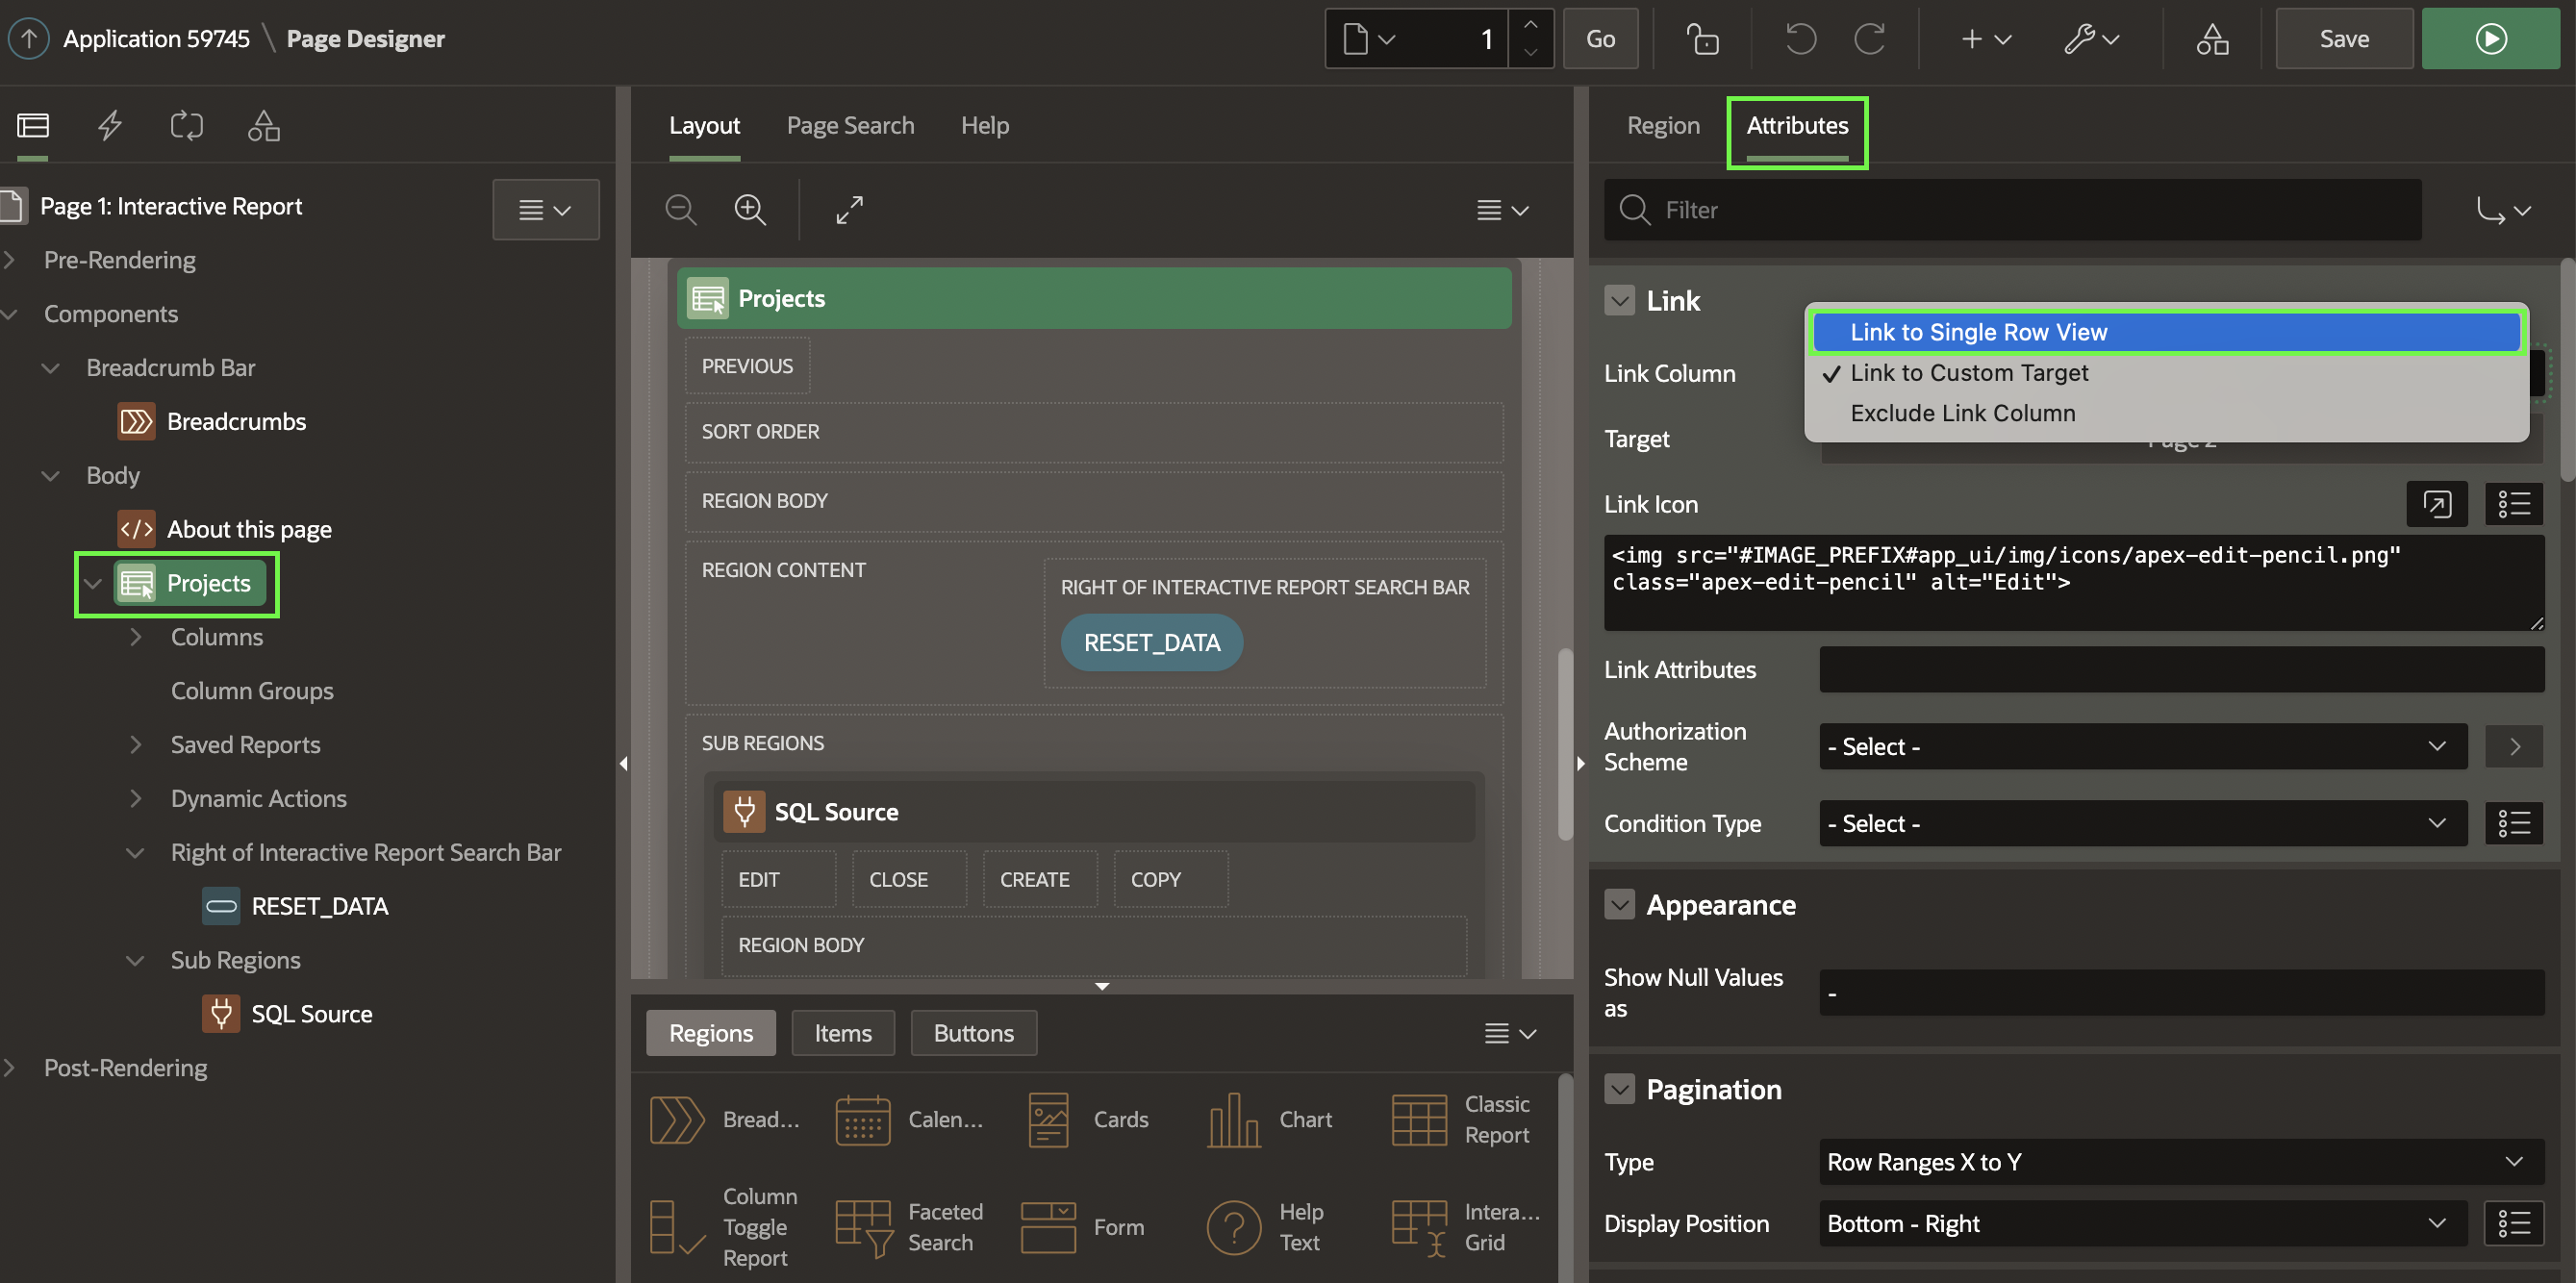 Application 59745 \ Page Designer
1
Go
Save
Page 1: Interactive Report
Pre-Rendering
Components
Breadcrumb Bar
Breadcrumbs
Body
About this page
Projects
Columns
Column Groups
Saved Reports
Dynamic Actions
Right of Interactive Report Search Bar
RESET_DATA
Sub Regions
SQL Source
Post-Rendering
Layout
Page Search
Help
Projects
PREVIOUS
SORT ORDER
REGION BODY
REGION CONTENT
RIGHT OF INTERACTIVE REPORT SEARCH BAR
RESET_DATA
SUB REGIONS
SQL Source
EDIT
CLOSE
CREATE
COPY
REGION BODY
Regions
Items
Buttons
Bread...
Calen...
Cards
Chart
Classic
Report
Column
Toggle
Report
Faceted
Search
Form
Help
Text
Intera...
Grid
Region
Attributes
Filter
Link
Link Column
Link to Single Row View
✓ Link to Custom Target
Exclude Link Column
Target
Page 2
Link Icon
<img src="#IMAGE_PREFIX#app_ui/img/icons/apex-edit-pencil.png"
class="apex-edit-pencil" alt="Edit">
Link Attributes
Authorization
Scheme
- Select -
Condition Type
- Select -
Appearance
Show Null Values
as
-
Pagination
Type
Row Ranges X to Y
Display Position
Bottom - Right